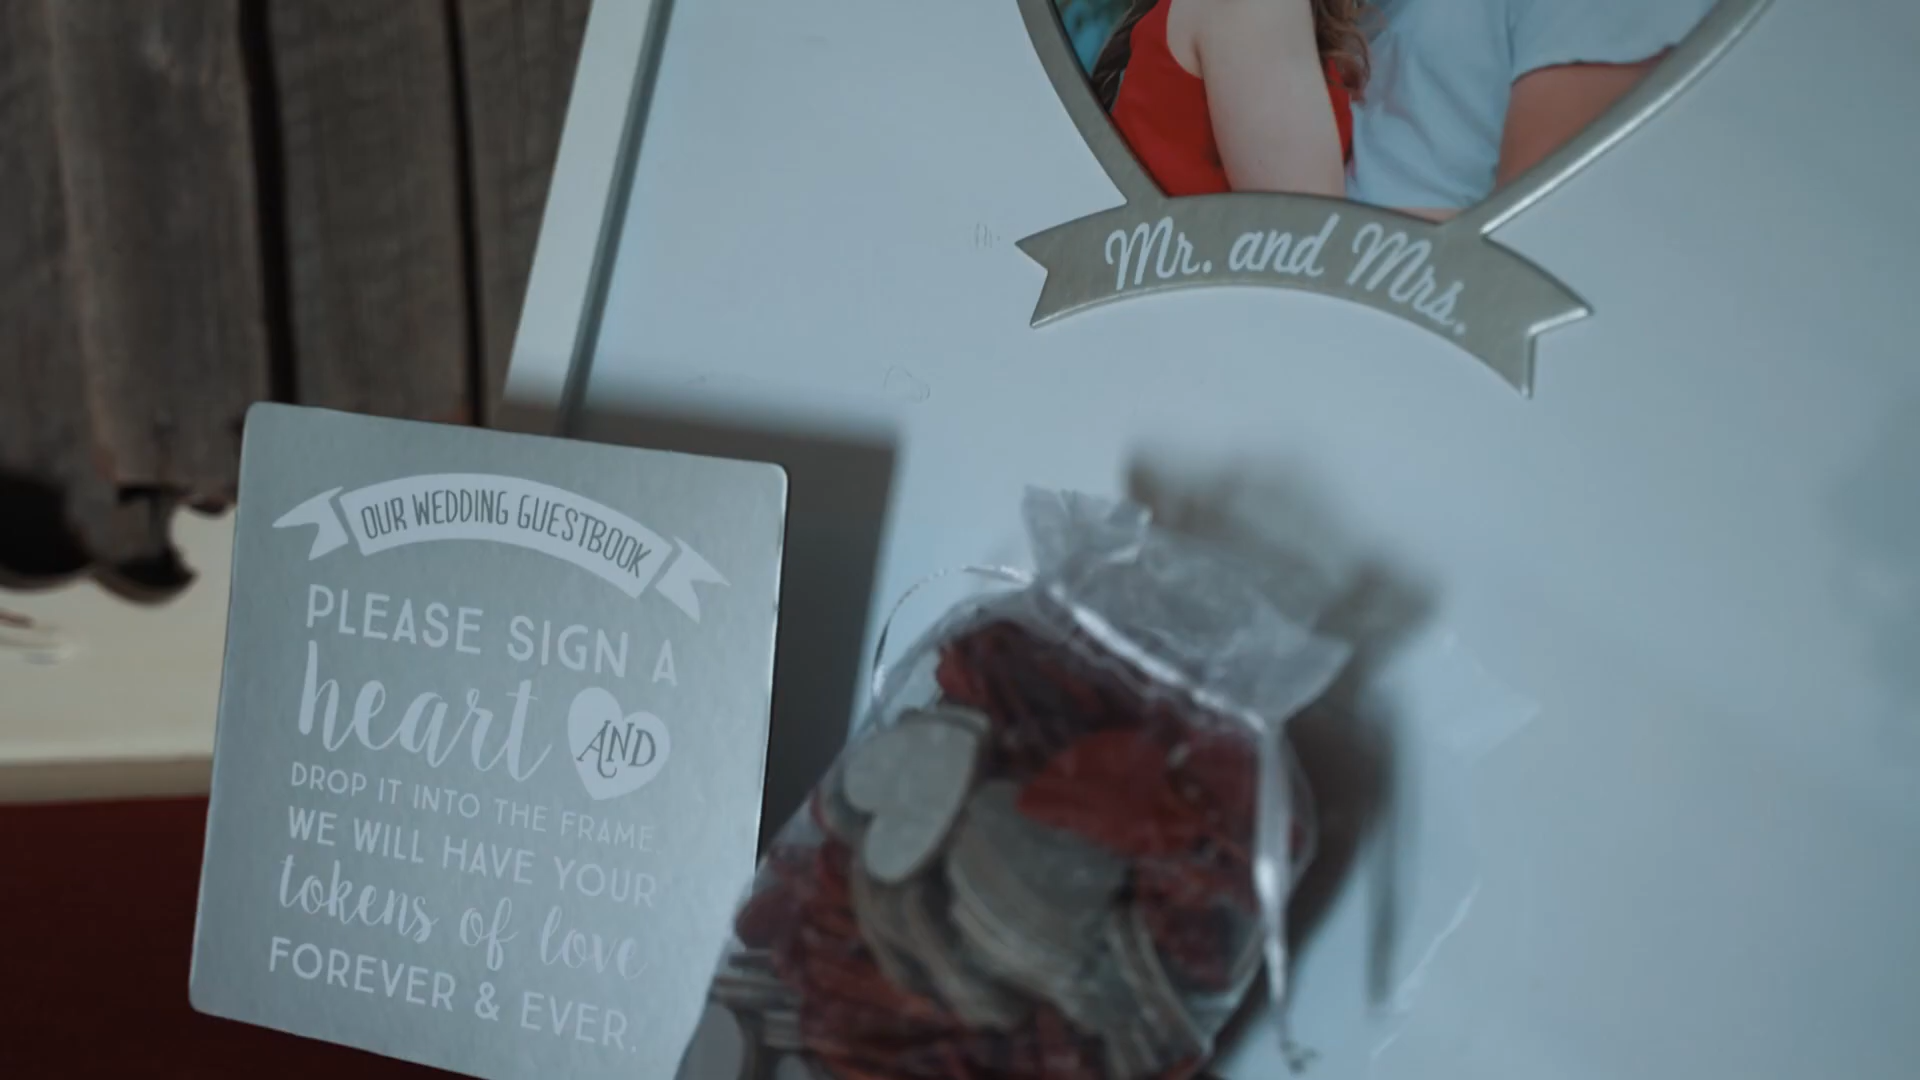 Mr. and Mrs.
OUR WEDDING GUESTBOOK
PLEASE SIGN A
heart AND
DROP IT INTO THE FRAME.
WE WILL HAVE YOUR
tokens of love
FOREVER & EVER.